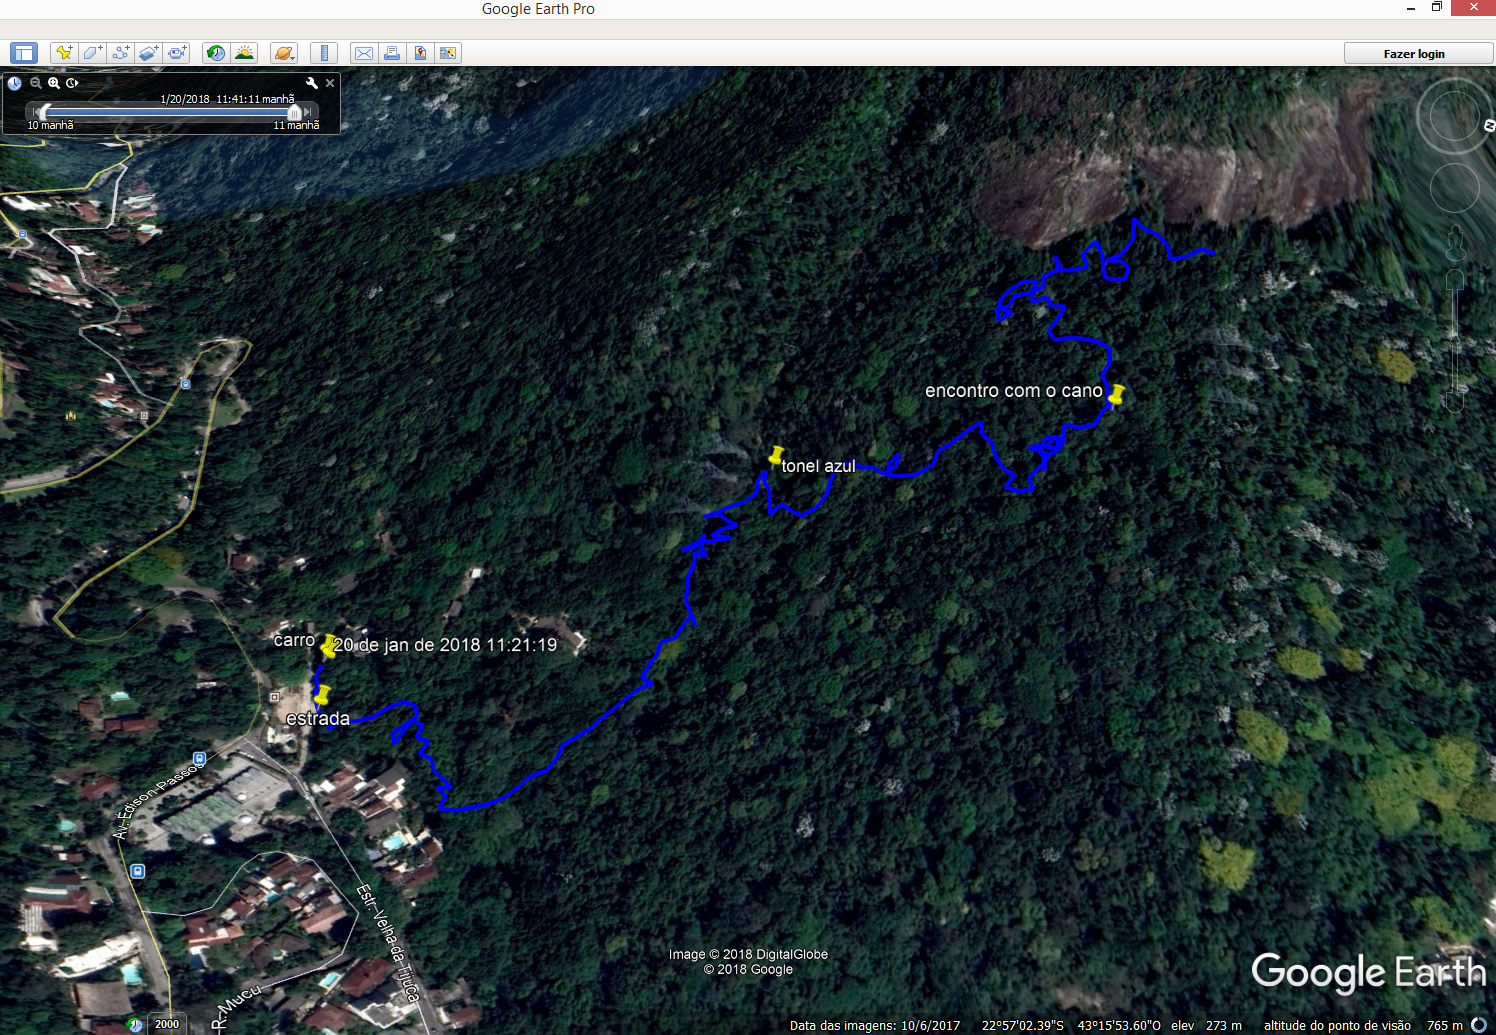 Google Earth Pro
Fazer login
1/20/2018 11:41:11 manhã
10 manhã
11 manhã
N
encontro com o cano
tonel azul
carro
20 de jan de 2018 11:21:19
estrada
Av. Édison Passos
Estr. Velha da Tijuca
R. Mucu
Image © 2018 DigitalGlobe
© 2018 Google
Google Earth
2000
Data das imagens: 10/6/2017 22°57'02.39"S 43°15'53.60"O elev 273 m altitude do ponto de visão 765 m